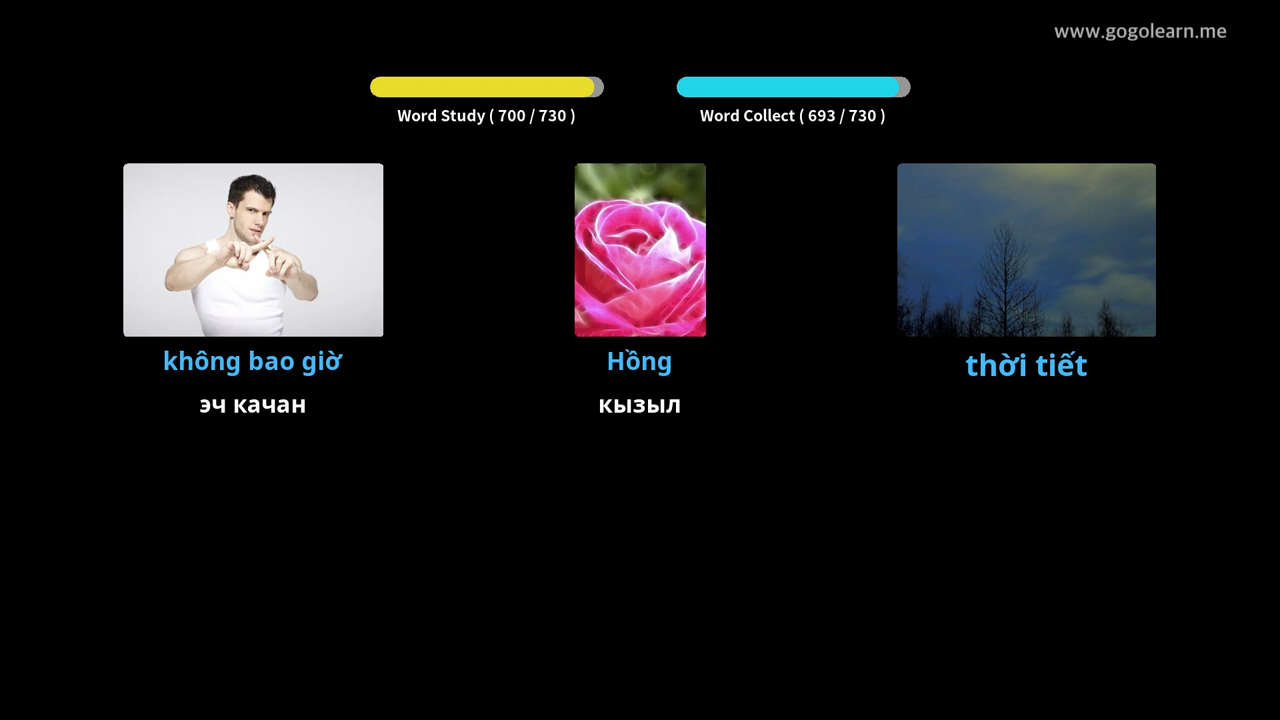 www.gogolearn.me
Word Study ( 700 / 730 )
Word Collect ( 693 / 730 )
không bao giờ
Hồng
thời tiết
эч качан
кызыл